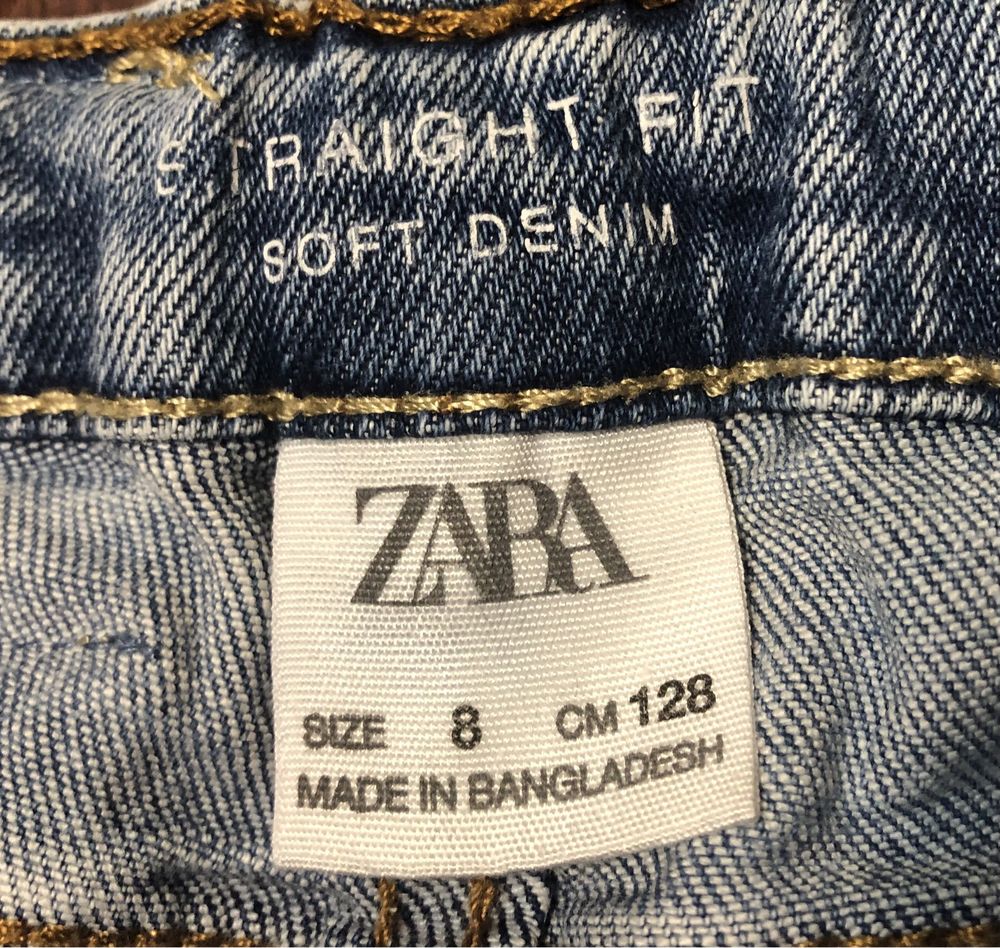 STRAIGHT FIT
SOFT DENIM
ZARA
SIZE 8 CM 128
MADE IN BANGLADESH